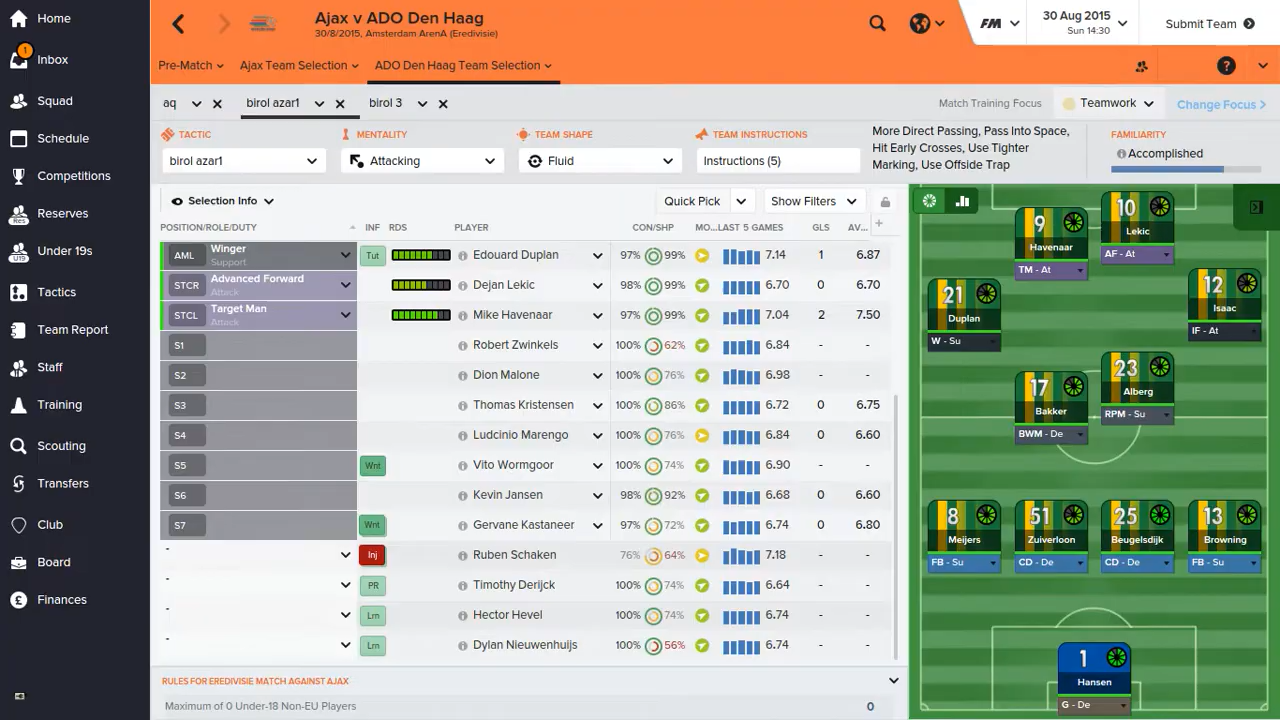 Home
1
Inbox
Squad
Schedule
Competitions
Res
Reserves
U19
Under 19s
Tactics
Team Report
Staff
Training
Scouting
Transfers
Club
Board
Finances
Ajax v ADO Den Haag
30/8/2015, Amsterdam ArenA (Eredivisie)
FM
30 Aug 2015
Sun 14:30
Submit Team
Pre-Match
Ajax Team Selection
ADO Den Haag Team Selection
?
aq
birol azar1
birol 3
Match Training Focus
Teamwork
Change Focus
TACTIC
birol azar1
MENTALITY
Attacking
TEAM SHAPE
Fluid
TEAM INSTRUCTIONS
Instructions (5)
More Direct Passing, Pass Into Space,
Hit Early Crosses, Use Tighter
Marking, Use Offside Trap
FAMILIARITY
Accomplished
Selection Info
Quick Pick
Show Filters
POSITION/ROLE/DUTY INF RDS PLAYER CON/SHP MO...LAST 5 GAMES GLS AV... +
AML Winger Support Tut Edouard Duplan 97% 99% 7.14 1 6.87
STCR Advanced Forward Attack Dejan Lekic 98% 99% 6.70 0 6.70
STCL Target Man Attack Mike Havenaar 97% 99% 7.04 2 7.50
S1 Robert Zwinkels 100% 62% 6.84 - -
S2 Dion Malone 100% 76% 6.98 - -
S3 Thomas Kristensen 100% 86% 6.72 0 6.75
S4 Ludcinio Marengo 100% 76% 6.84 0 6.60
S5 Wnt Vito Wormgoor 100% 74% 6.90 - -
S6 Kevin Jansen 98% 92% 6.68 0 6.60
S7 Wnt Gervane Kastaneer 97% 72% 6.74 0 6.80
- Inj Ruben Schaken 76% 64% 7.18 - -
- PR Timothy Derijck 100% 74% 6.64 - -
- Lrn Hector Hevel 100% 74% 6.74 - -
- Lrn Dylan Nieuwenhuijs 100% 56% 6.74 - -
RULES FOR EREDIVISIE MATCH AGAINST AJAX
Maximum of 0 Under-18 Non-EU Players 0
10
Lekic
AF - At
9
Havenaar
TM - At
12
Isaac
IF - At
21
Duplan
W - Su
23
Alberg
RPM - Su
17
Bakker
BWM - De
8
Meijers
FB - Su
51
Zuiverloon
CD - De
25
Beugelsdijk
CD - De
13
Browning
FB - Su
1
Hansen
G - De